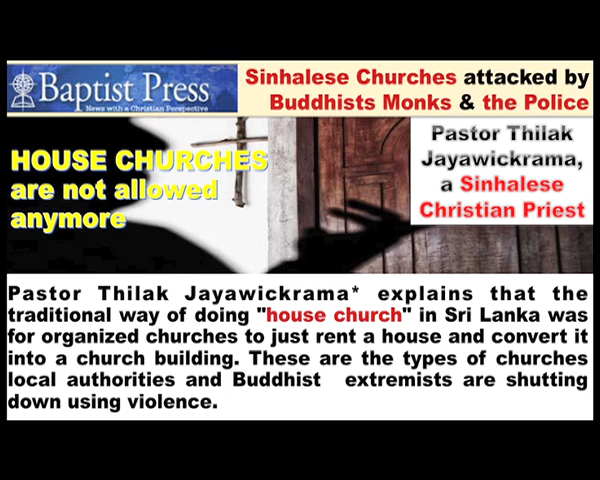 Baptist Press
News with a Christian Perspective
Sinhalese Churches attacked by
Buddhists Monks & the Police
HOUSE CHURCHES
are not allowed
anymore
Pastor Thilak
Jayawickrama,
a Sinhalese
Christian Priest
Pastor Thilak Jayawickrama* explains that the
traditional way of doing "house church" in Sri Lanka was
for organized churches to just rent a house and convert it
into a church building. These are the types of churches
local authorities and Buddhist extremists are shutting
down using violence.